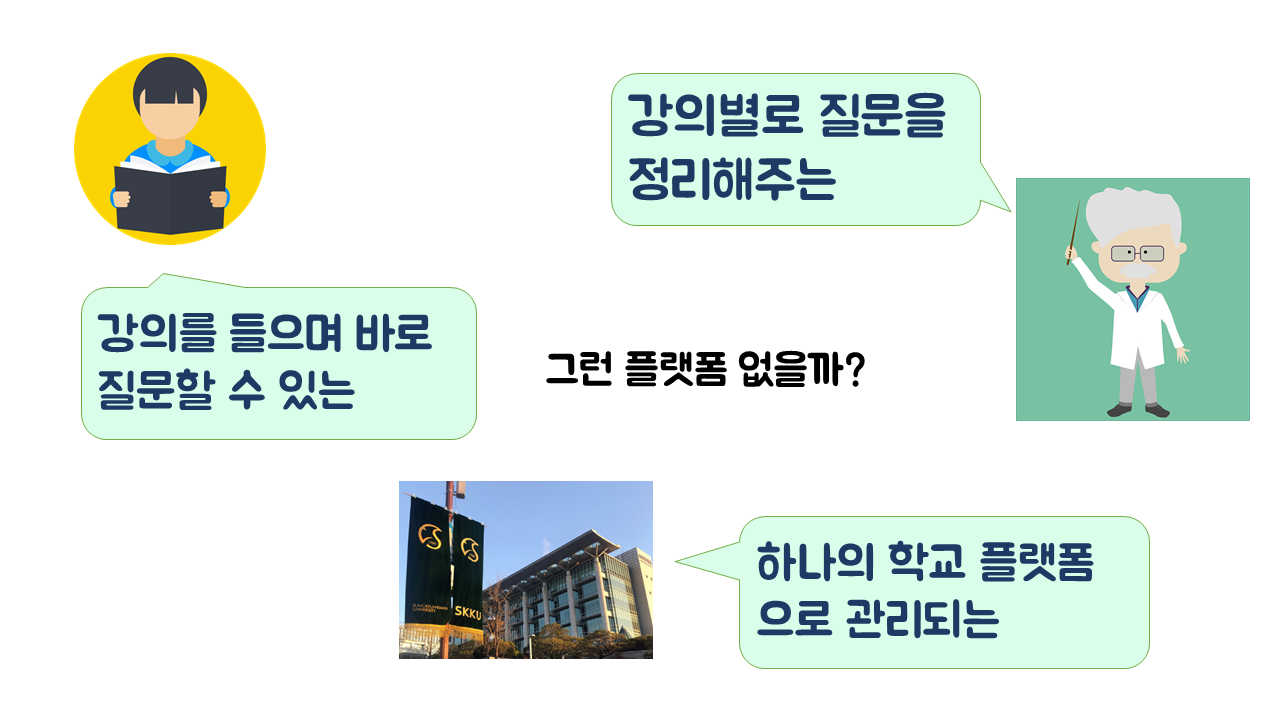 강의별로 질문을
정리해주는
강의를 들으며 바로
질문할 수 있는
그런 플랫폼 없을까?
하나의 학교 플랫폼
으로 관리되는
SUNGKYUNKWAN
UNIVERSITY
SKKU